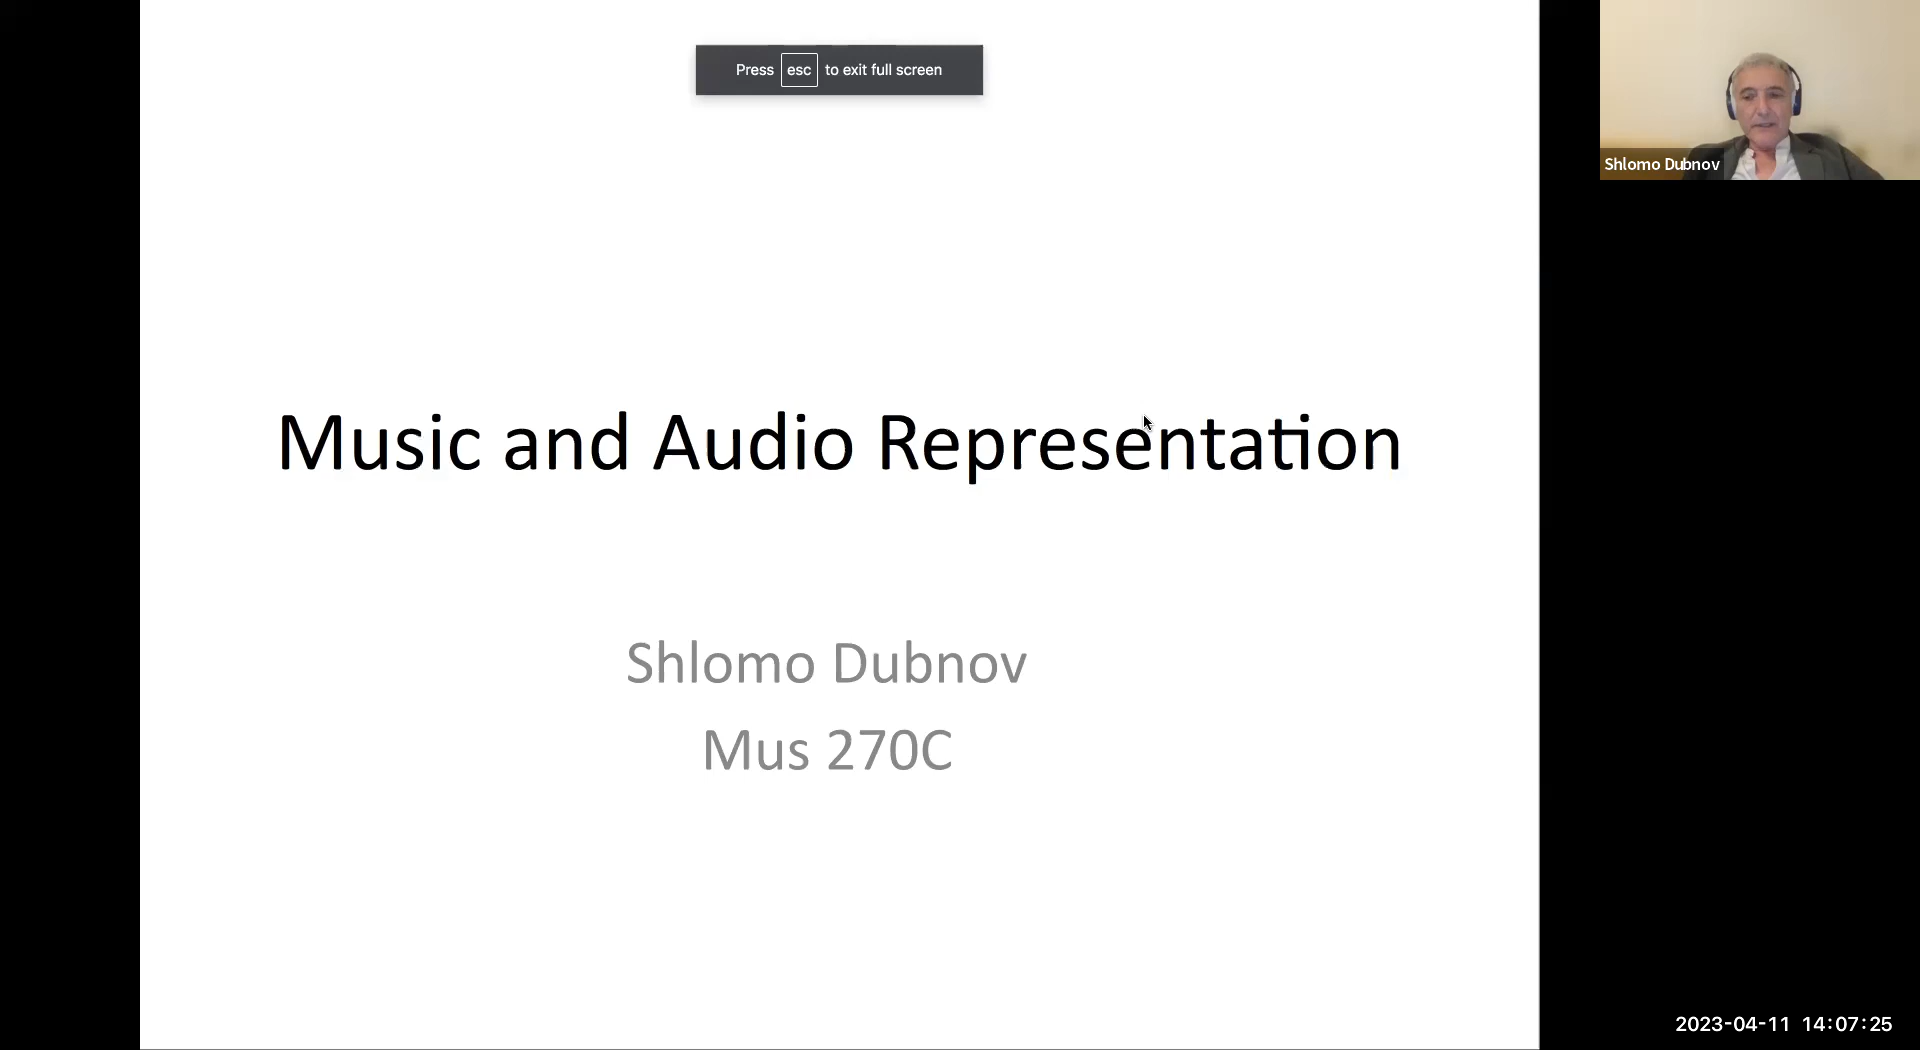 Press esc to exit full screen
Shlomo Dubnov
Music and Audio Representation
Shlomo Dubnov
Mus 270C
2023-04-11 14:07:25